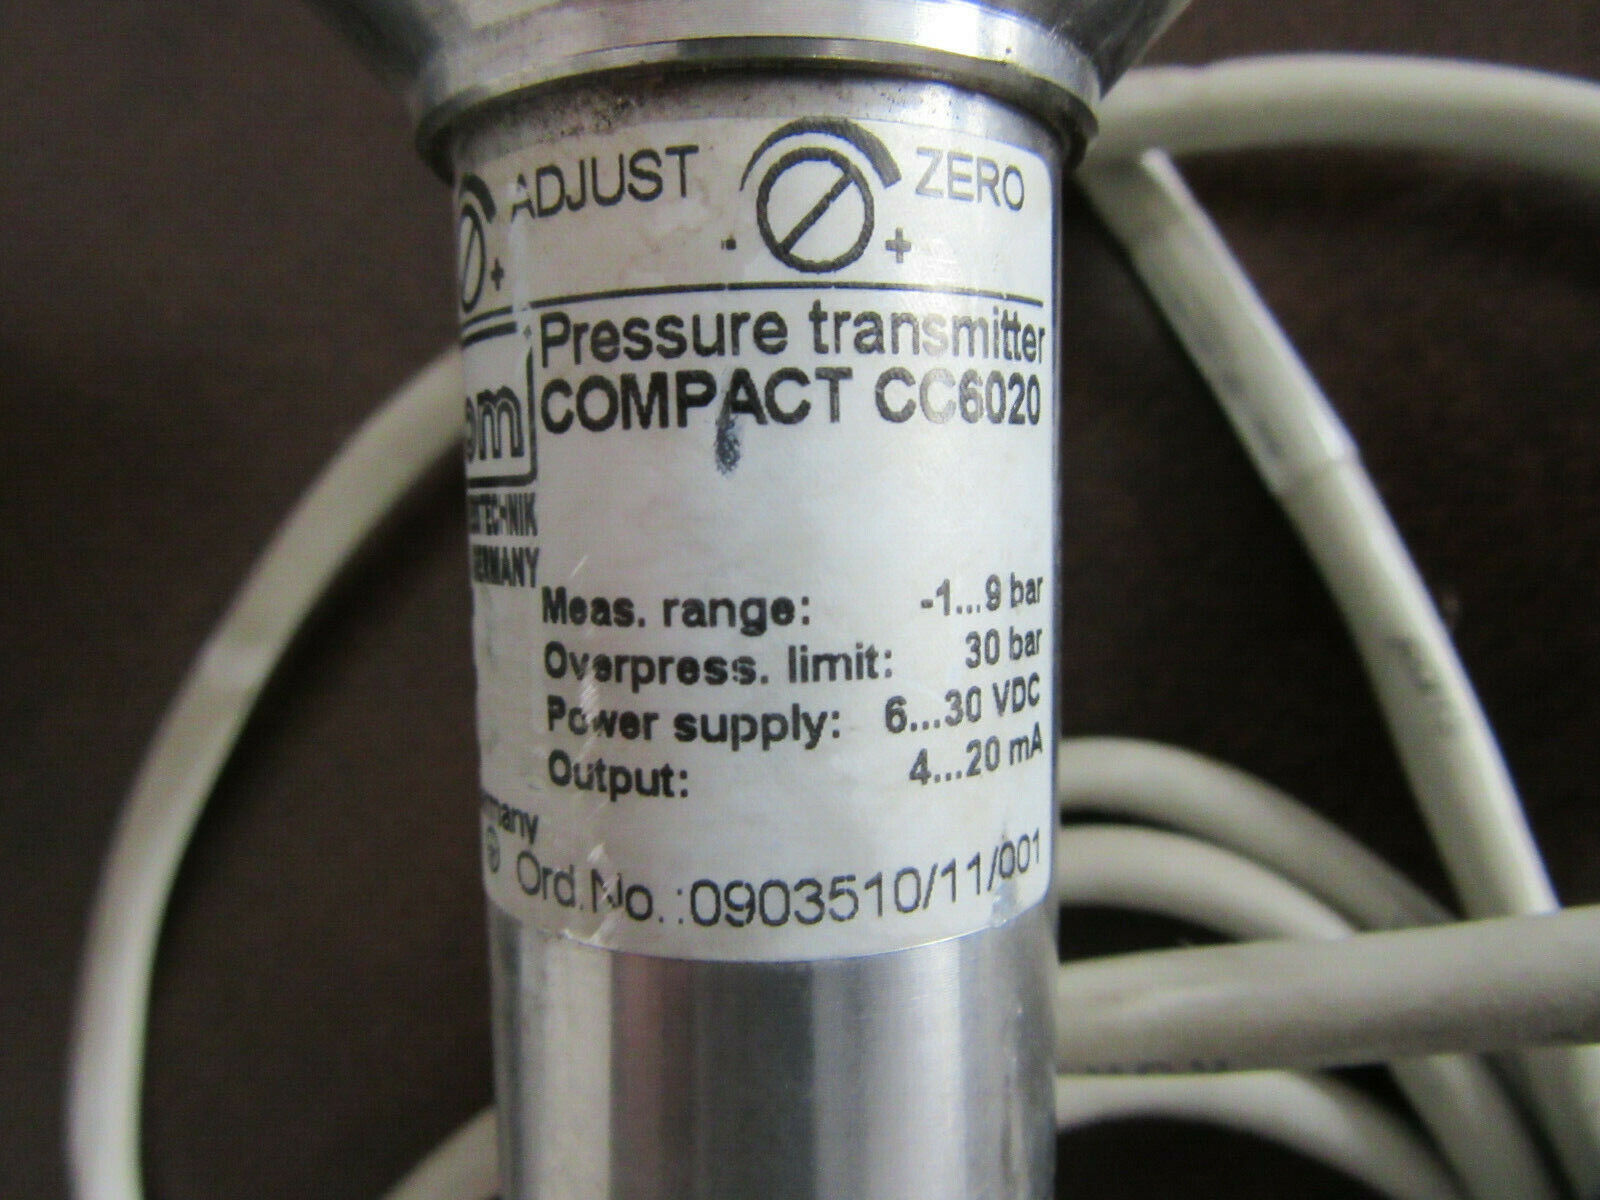 ADJUST - + ZERO
+
Pressure transmitter
COMPACT CC6020
GERMANY
Meas. range: -1...9 bar
Overpress. limit: 30 bar
Power supply: 6...30 VDC
Output: 4...20 mA
Ord.No.:0903510/11/001